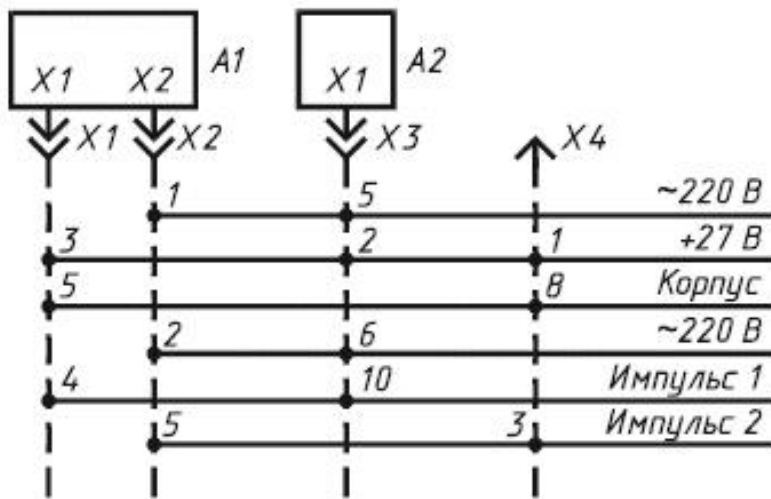 X1 X2 A1 X1 A2
X1 X2 X3 X4
1 5 ~220 В
3 2 1 +27 В
5 8 Корпус
2 6 ~220 В
4 10 Импульс 1
5 3 Импульс 2